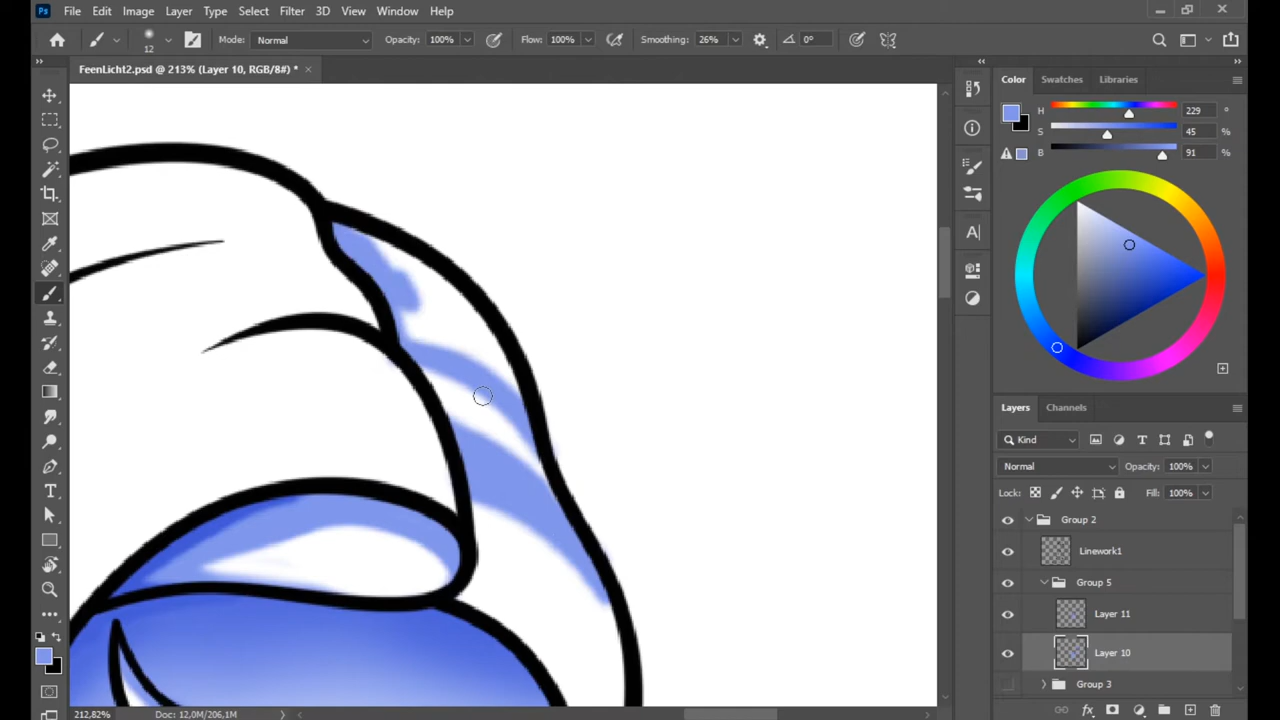 Ps File Edit Image Layer Type Select Filter 3D View Window Help
12 Mode: Normal Opacity: 100% Flow: 100% Smoothing: 26% 0°
FeenLicht2.psd @ 213% (Layer 10, RGB/8#) * ×
Color Swatches Libraries
H 229 °
S 45 %
B 91 %
Layers Channels
Kind
Normal Opacity: 100%
Lock: Fill: 100%
Group 2
Linework1
Group 5
Layer 11
Layer 10
Group 3
212,82% Doc: 12,0M/206,1M